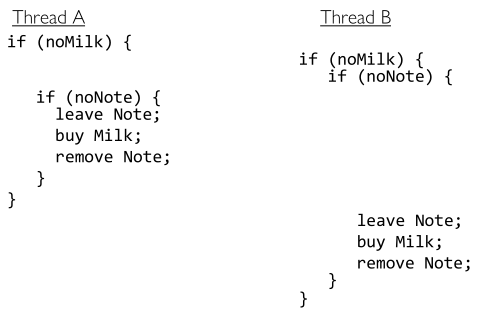 Thread A
Thread B
if (noMilk) {
if (noMilk) {
if (noNote) {
if (noNote) {
leave Note;
buy Milk;
remove Note;
}
}
leave Note;
buy Milk;
remove Note;
}
}